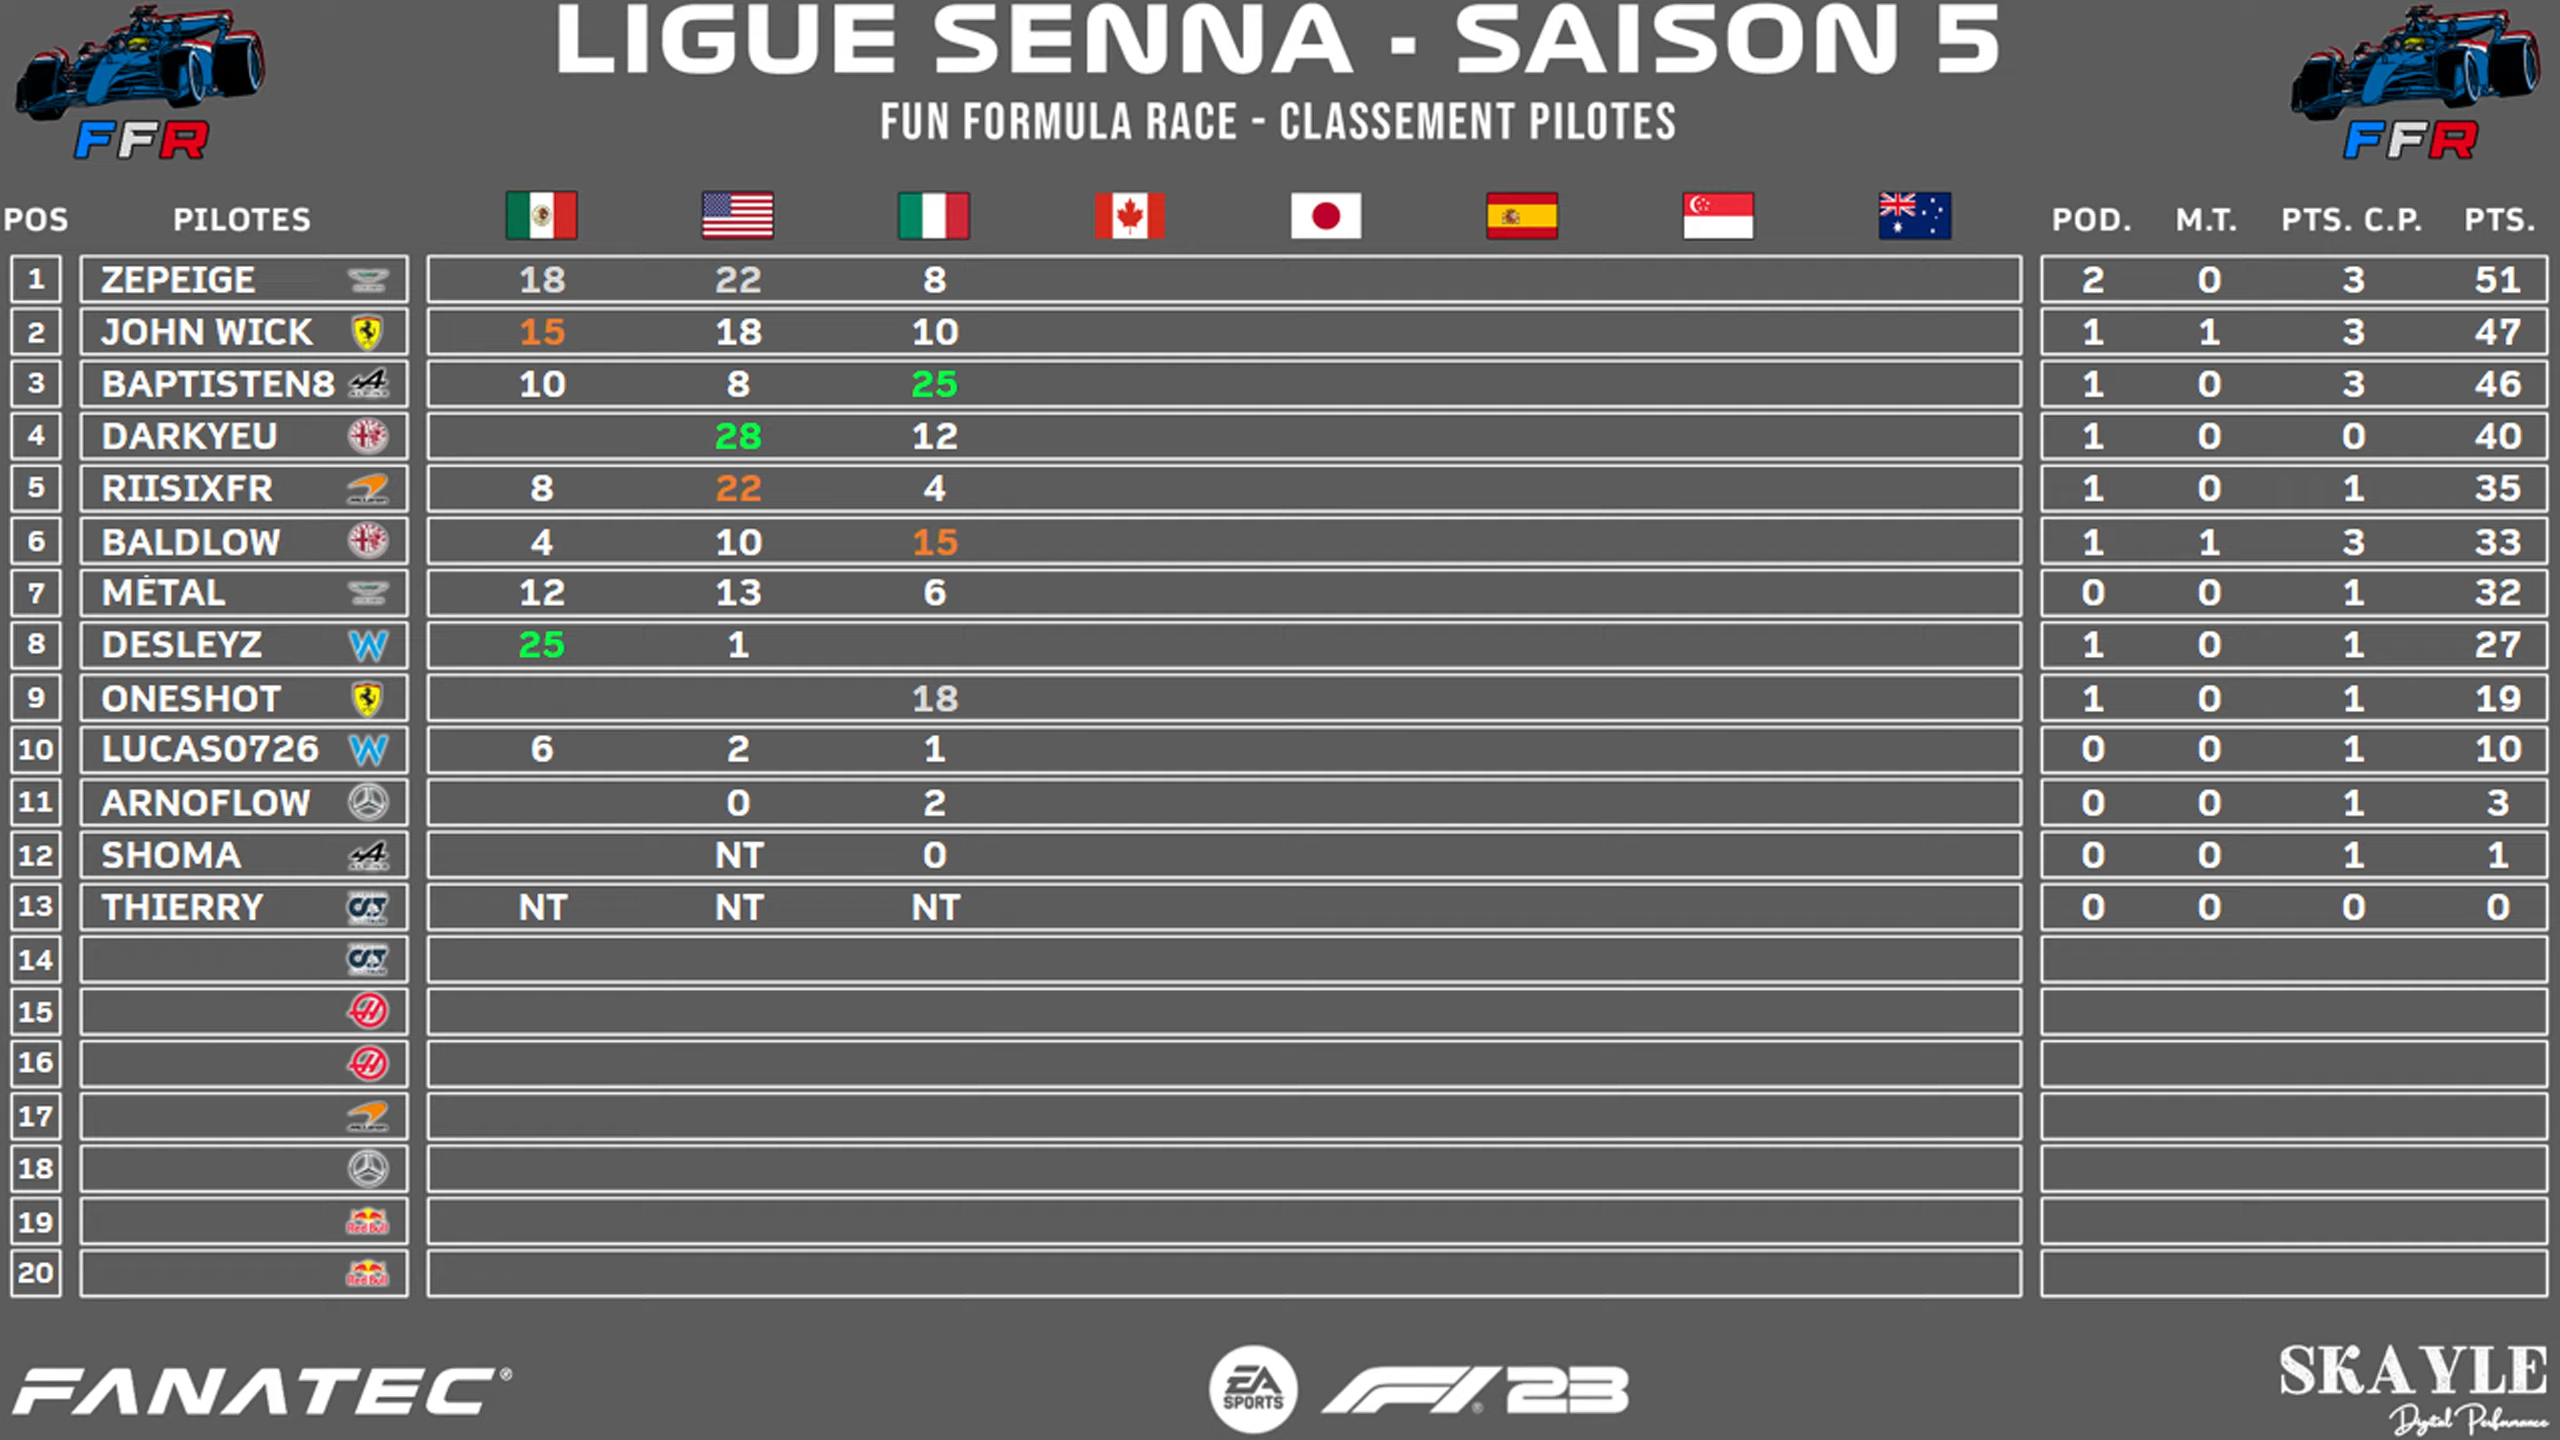 LIGUE SENNA - SAISON 5
FUN FORMULA RACE - CLASSEMENT PILOTES
FFR
FFR
POS PILOTES POD. M.T. PTS. C.P. PTS.
1 ZEPEIGE 18 22 8 2 0 3 51
2 JOHN WICK 15 18 10 1 1 3 47
3 BAPTISTEN8 10 8 25 1 0 3 46
4 DARKYEU 28 12 1 0 0 40
5 RIISIXFR 8 22 4 1 0 1 35
6 BALDLOW 4 10 15 1 1 3 33
7 MÉTAL 12 13 6 0 0 1 32
8 DESLEYZ 25 1 1 0 1 27
9 ONESHOT 18 1 0 1 19
10 LUCAS0726 6 2 1 0 0 1 10
11 ARNOFLOW 0 2 0 0 1 3
12 SHOMA NT 0 0 0 1 1
13 THIERRY NT NT NT 0 0 0 0
14
15
16
17
18
19 Red Bull
20 Red Bull
FANATEC® EA SPORTS F1® 23 SKAYLE
Digital Performance